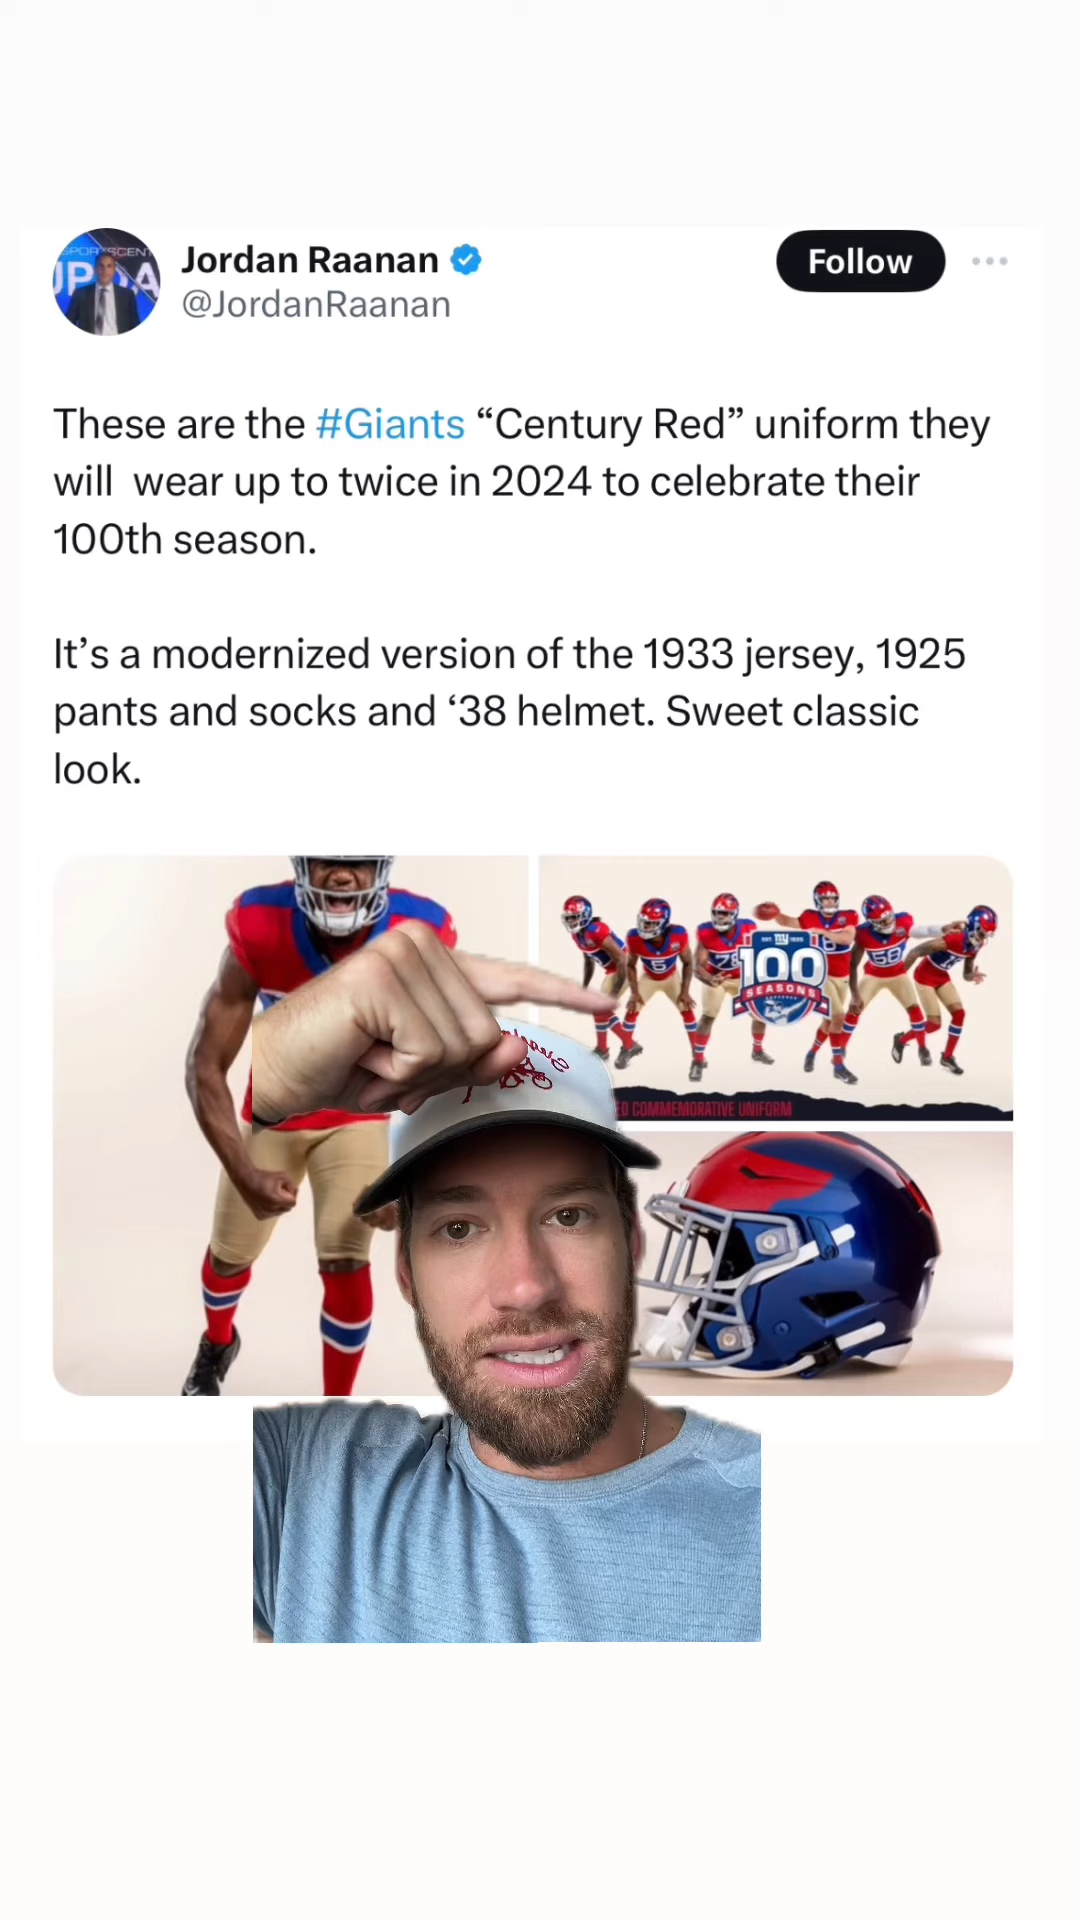 Jordan Raanan
@JordanRaanan
Follow
These are the #Giants “Century Red” uniform they
will  wear up to twice in 2024 to celebrate their
100th season.
It’s a modernized version of the 1933 jersey, 1925
pants and socks and ‘38 helmet. Sweet classic
look.
100
SEASONS
COMMEMORATIVE UNIFORM
5
58